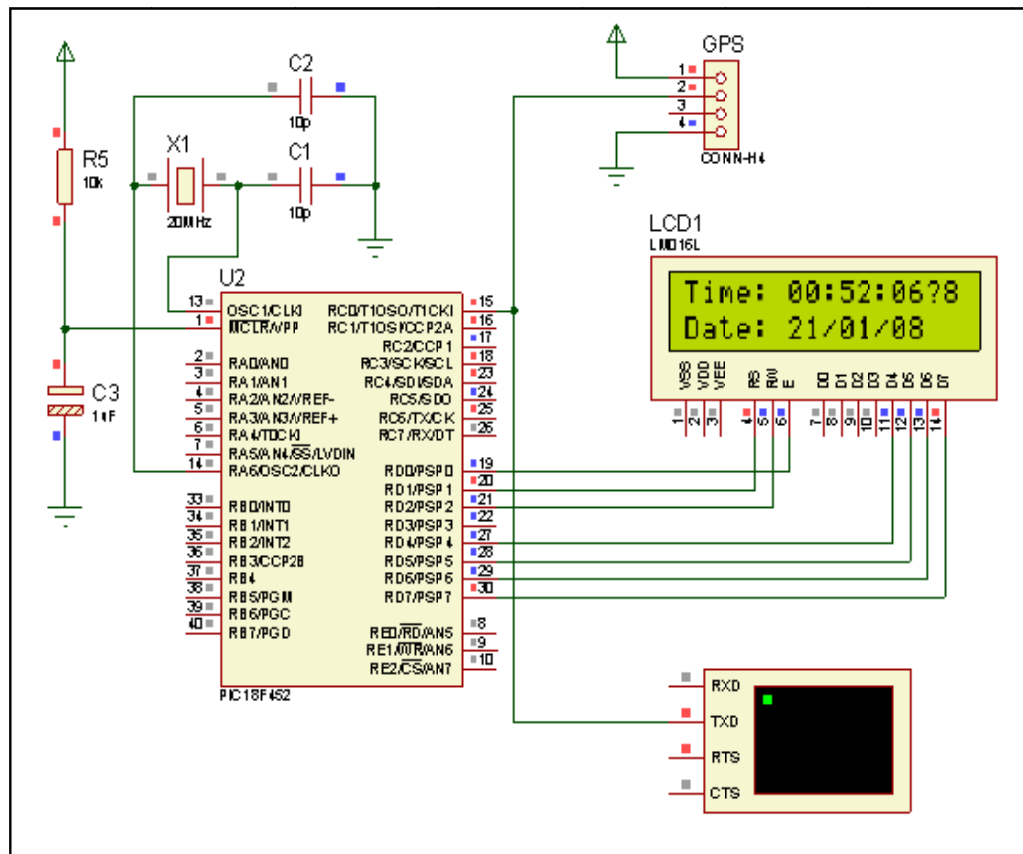 GPS
1
2
3
4
CONN-H4
C2
10p
X1
20MHz
C1
10p
R5
10k
LCD1
LM016L
Time: 00:52:06?8
Date: 21/01/08
VSS
VDD
VEE
RS
RW
E
D0
D1
D2
D3
D4
D5
D6
D7
1
2
3
4
5
6
7
8
9
10
11
12
13
14
U2
13 OSC1/CLKI RC0/T1OSO/T1CKI 15
1 MCLR/VPP RC1/T1OSI/CCP2A 16
RC2/CCP1 17
2 RA0/AN0 RC3/SCK/SCL 18
3 RA1/AN1 RC4/SDI/SDA 23
4 RA2/AN2/VREF- RC5/SDO 24
5 RA3/AN3/VREF+ RC6/TX/CK 25
6 RA4/T0CKI RC7/RX/DT 26
7 RA5/AN4/SS/LVDIN
14 RA6/OSC2/CLKO RD0/PSP0 19
RD1/PSP1 20
33 RB0/INT0 RD2/PSP2 21
34 RB1/INT1 RD3/PSP3 22
35 RB2/INT2 RD4/PSP4 27
36 RB3/CCP2B RD5/PSP5 28
37 RB4 RD6/PSP6 29
38 RB5/PGM RD7/PSP7 30
39 RB6/PGC
40 RB7/PGD RE0/RD/AN5 8
RE1/WR/AN6 9
RE2/CS/AN7 10
PIC18F452
C3
RXD
TXD
RTS
CTS